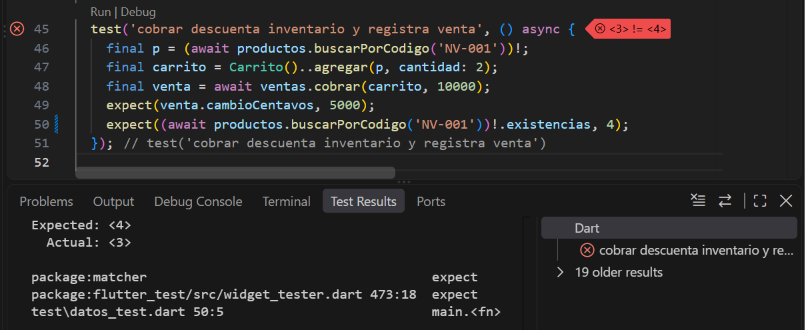 Run | Debug
45 test('cobrar descuenta inventario y registra venta', () async { <3> != <4>
46 final p = (await productos.buscarPorCodigo('NV-001'))!;
47 final carrito = Carrito()..agregar(p, cantidad: 2);
48 final venta = await ventas.cobrar(carrito, 10000);
49 expect(venta.cambioCentavos, 5000);
50 expect((await productos.buscarPorCodigo('NV-001'))!.existencias, 4);
51 }); // test('cobrar descuenta inventario y registra venta')
52
Problems Output Debug Console Terminal Test Results Ports
Expected: <4>
Actual: <3>
package:matcher expect
package:flutter_test/src/widget_tester.dart 473:18 expect
test\datos_test.dart 50:5 main.<fn>
Dart
cobrar descuenta inventario y re...
19 older results